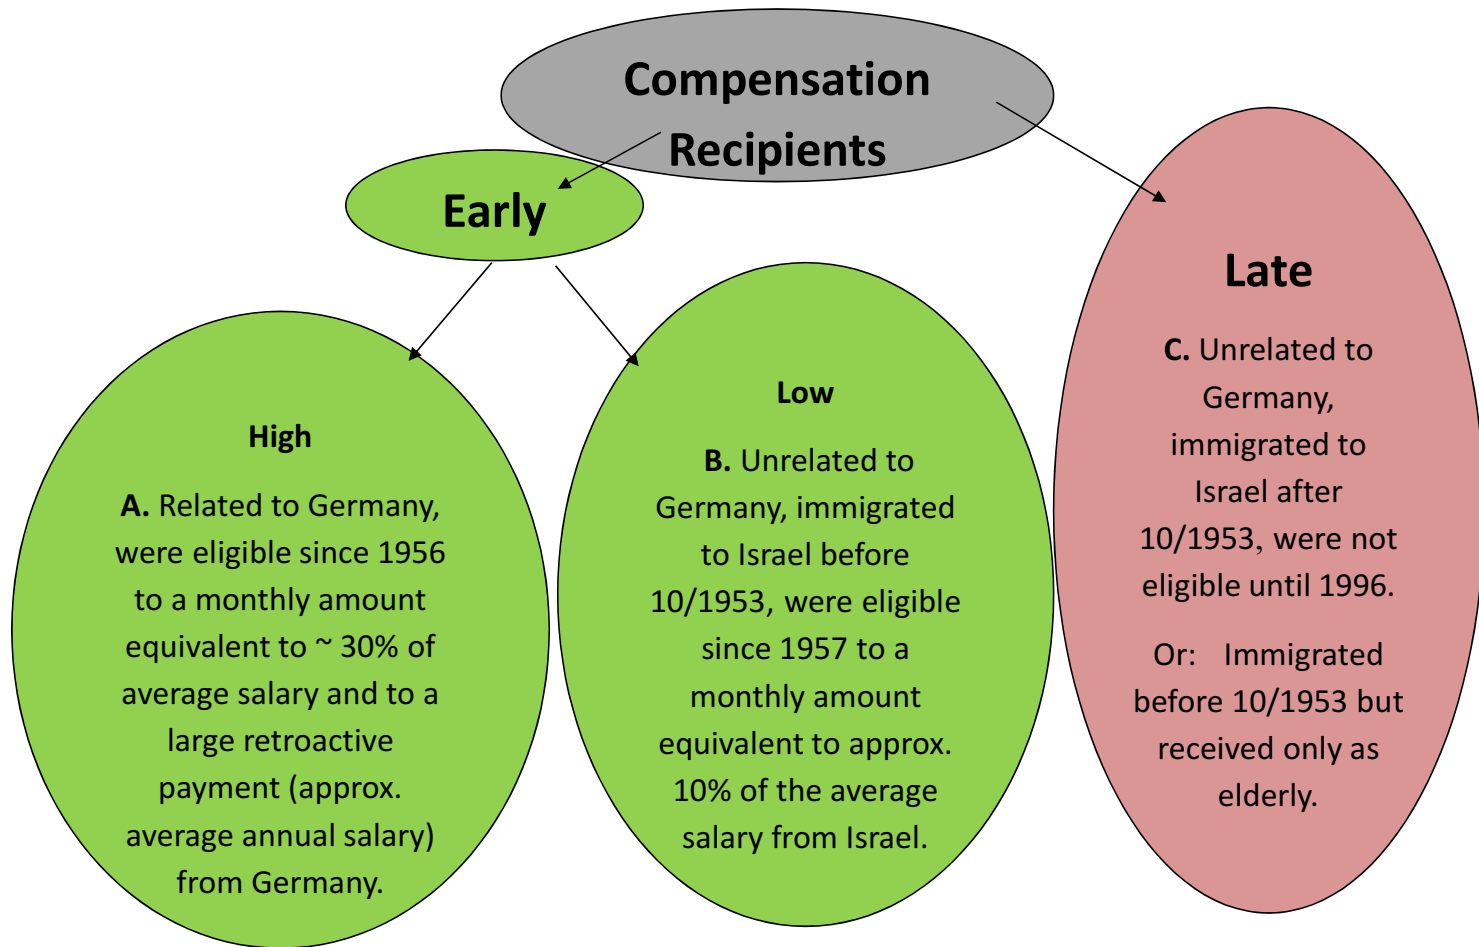 Compensation
Recipients
Early
High
A. Related to Germany,
were eligible since 1956
to a monthly amount
equivalent to ~ 30% of
average salary and to a
large retroactive
payment (approx.
average annual salary)
from Germany.
Low
B. Unrelated to
Germany, immigrated
to Israel before
10/1953, were eligible
since 1957 to a
monthly amount
equivalent to approx.
10% of the average
salary from Israel.
Late
C. Unrelated to
Germany,
immigrated to
Israel after
10/1953, were not
eligible until 1996.
Or: Immigrated
before 10/1953 but
received only as
elderly.